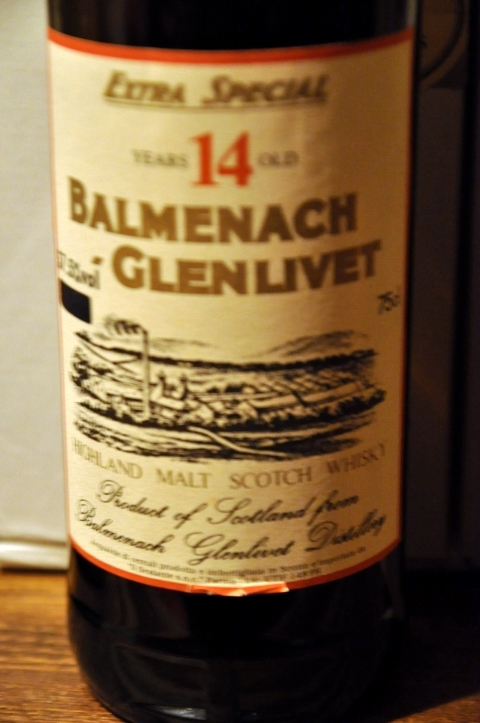 EXTRA SPECIAL
YEARS 14 OLD
BALMENACH
-GLENLIVET
75cl
HIGHLAND MALT SCOTCH WHISKY
Product of Scotland from
Balmenach Glenlivet Distillery